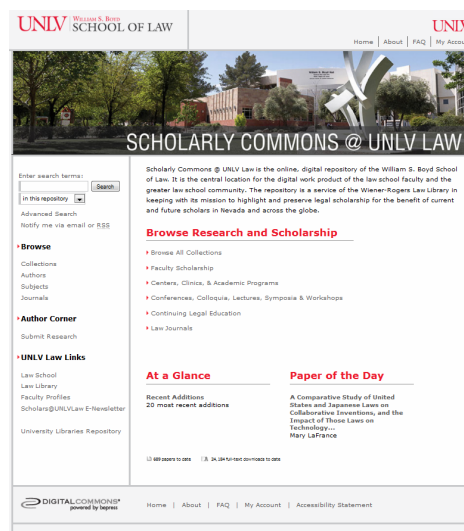 UNLV WILLIAM S. BOYD SCHOOL OF LAW
UNLV
Home | About | FAQ | My Accou
SCHOLARLY COMMONS @ UNLV LAW
Enter search terms:
Search
in this repository
Advanced Search
Notify me via email or RSS
Browse
Collections
Authors
Subjects
Journals
Author Corner
Submit Research
UNLV Law Links
Law School
Law Library
Faculty Profiles
Scholars@UNLVLaw E-Newsletter
University Libraries Repository
Scholarly Commons @ UNLV Law is the online, digital repository of the William S. Boyd School
of Law. It is the central location for the digital work product of the law school faculty and the
greater law school community. The repository is a service of the Wiener-Rogers Law Library in
keeping with its mission to highlight and preserve legal scholarship for the benefit of current
and future scholars in Nevada and across the globe.
Browse Research and Scholarship
Browse All Collections
Faculty Scholarship
Centers, Clinics, & Academic Programs
Conferences, Colloquia, Lectures, Symposia & Workshops
Continuing Legal Education
Law Journals
At a Glance
Recent Additions
20 most recent additions
Paper of the Day
A Comparative Study of United
States and Japanese Laws on
Collaborative Inventions, and the
Impact of Those Laws on
Technology...
Mary LaFrance
689 papers to date
24,184 full-text downloads to date
DIGITALCOMMONS®
powered by bepress
Home | About | FAQ | My Account | Accessibility Statement